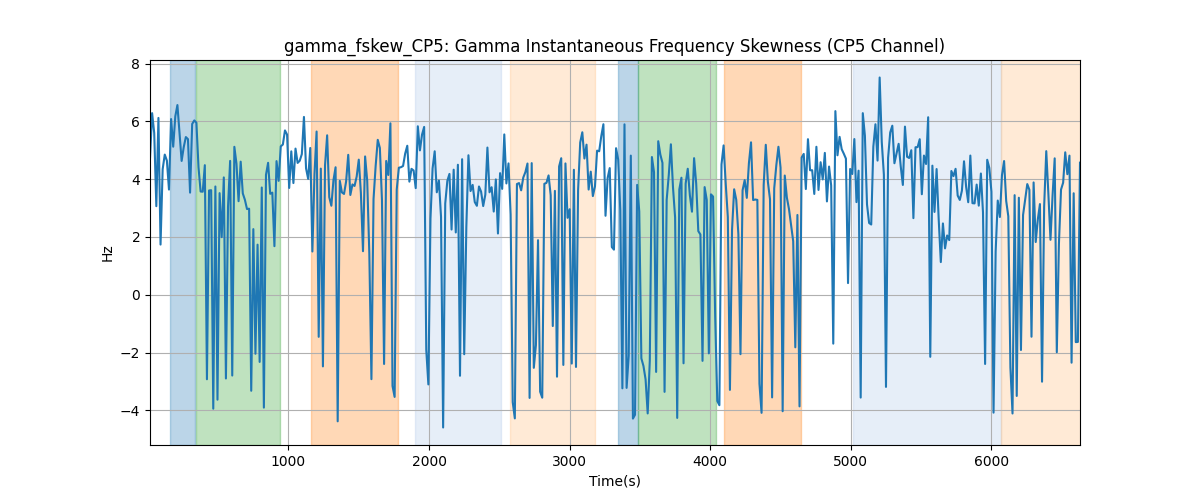 gamma_fskew_CP5: Gamma Instantaneous Frequency Skewness (CP5 Channel)
8
6
4
2
0
−2
−4
Hz
1000 2000 3000 4000 5000 6000
Time(s)